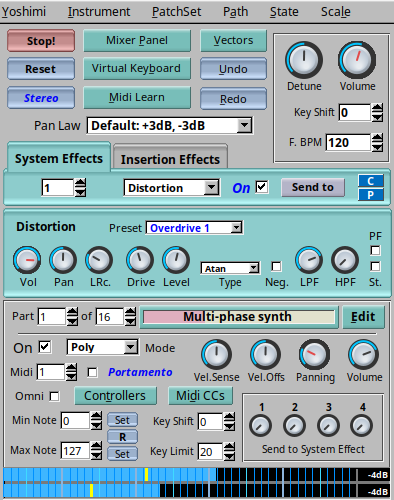 Yoshimi Instrument PatchSet Path State Scale
Stop! Mixer Panel Vectors
Reset Virtual Keyboard Undo
Stereo Midi Learn Redo
Detune Volume
Key Shift 0
Pan Law Default: +3dB, -3dB
F. BPM 120
System Effects Insertion Effects
1 Distortion On Send to C
P
Distortion Preset Overdrive 1
PF
Atan
Vol Pan LRc. Drive Level Type Neg. LPF HPF St.
Part 1 of 16 Multi-phase synth Edit
On Poly Mode
Midi 1 Portamento Vel.Sense Vel.Offs Panning Volume
Omni Controllers Midi CCs
1 2 3 4
Min Note 0 Set Key Shift 0
R
Max Note 127 Set Key Limit 20 Send to System Effect
-4dB
-4dB